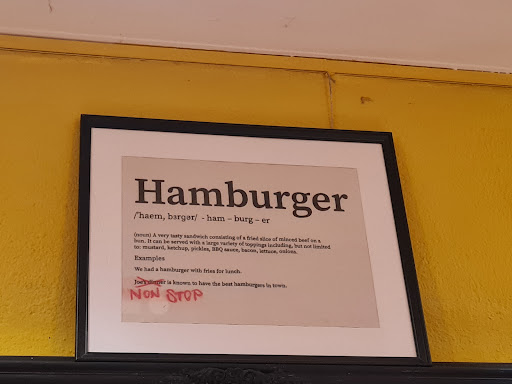 Hamburger
/'haem, bɜrgər/ - ham – burg – er
(noun) A very tasty sandwich consisting of a fried slice of minced beef on a
bun. It can be served with a large variety of toppings including, but not limited
to: mustard, ketchup, pickles, BBQ sauce, bacon, lettuce, onions.
Examples
We had a hamburger with fries for lunch.
is known to have the best hamburgers in town.
NON STOP